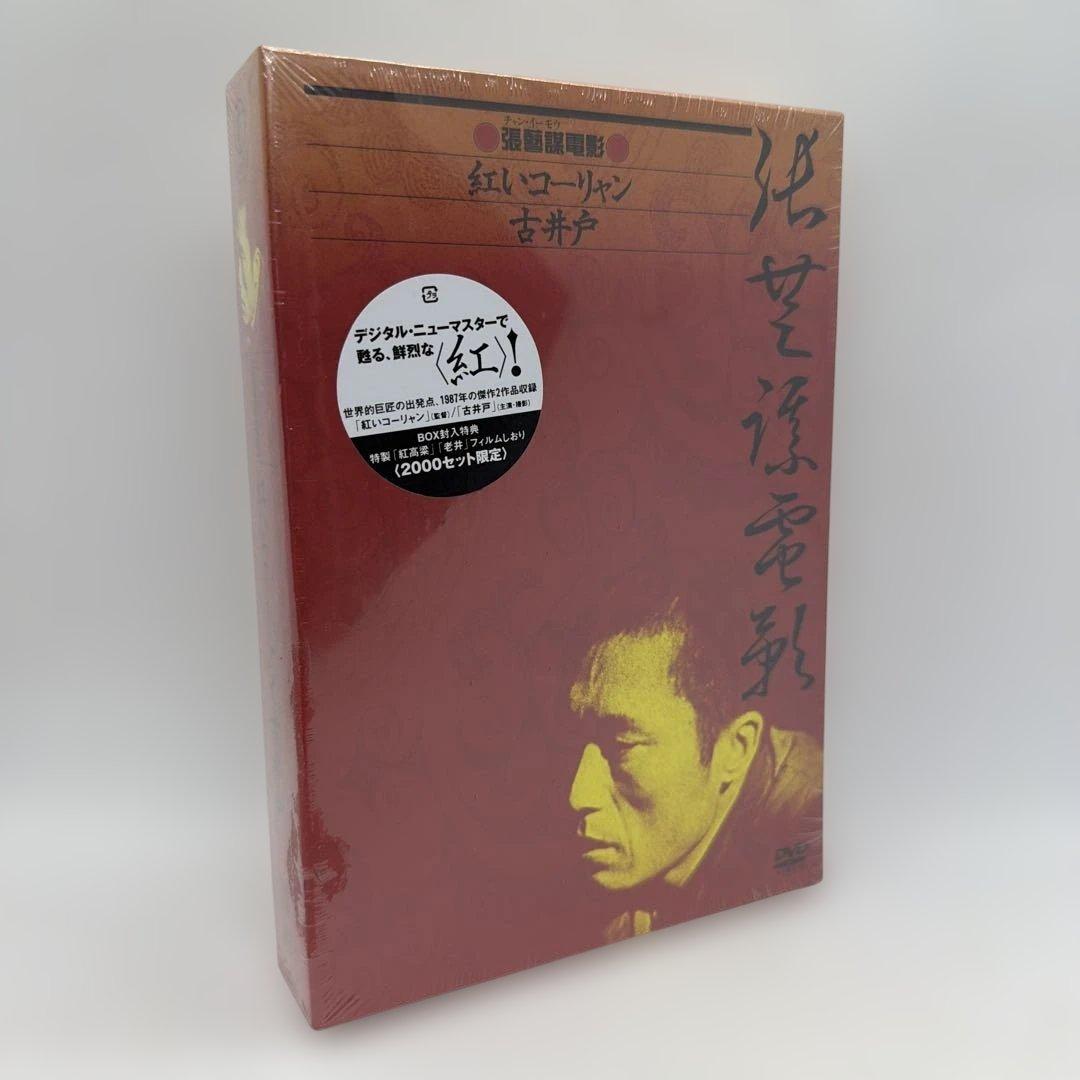 チャン・イーモウ
張藝謀電影
紅いコーリャン
古井戸
張芸謀電影
プラ
デジタル・ニューマスターで
甦る、鮮烈な〈紅〉!
世界的巨匠の出発点、1987年の傑作2作品収録
「紅いコーリャン」(監督)/「古井戸」(主演・撮影)
BOX封入特典
特製「紅高梁」「老井」フィルムしおり
〈2000セット限定〉
DVD